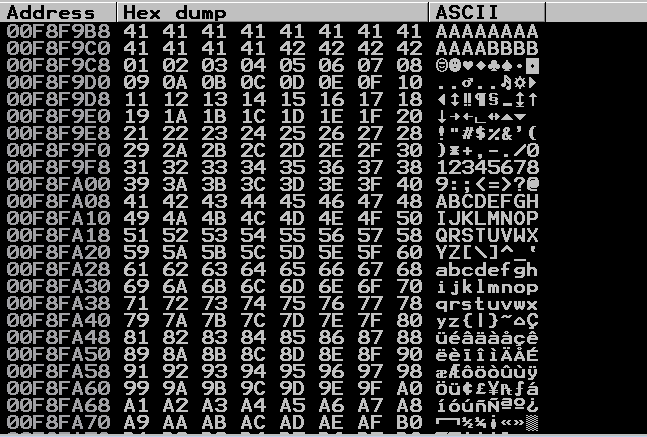 Address Hex dump ASCII
00F8F9B8 41 41 41 41 41 41 41 41 AAAAAAAA
00F8F9C0 41 41 41 41 42 42 42 42 AAAABBBB
00F8F9C8 01 02 03 04 05 06 07 08 ☺☻♥♦♣♠•◘
00F8F9D0 09 0A 0B 0C 0D 0E 0F 10 ..♂..♫☼►
00F8F9D8 11 12 13 14 15 16 17 18 ◄↕‼¶§▬↨↑
00F8F9E0 19 1A 1B 1C 1D 1E 1F 20 ↓→←∟↔▲▼
00F8F9E8 21 22 23 24 25 26 27 28 !"#$%&'(
00F8F9F0 29 2A 2B 2C 2D 2E 2F 30 )*+,-./0
00F8F9F8 31 32 33 34 35 36 37 38 12345678
00F8FA00 39 3A 3B 3C 3D 3E 3F 40 9:;<=>?@
00F8FA08 41 42 43 44 45 46 47 48 ABCDEFGH
00F8FA10 49 4A 4B 4C 4D 4E 4F 50 IJKLMNOP
00F8FA18 51 52 53 54 55 56 57 58 QRSTUVWX
00F8FA20 59 5A 5B 5C 5D 5E 5F 60 YZ[\]^_`
00F8FA28 61 62 63 64 65 66 67 68 abcdefgh
00F8FA30 69 6A 6B 6C 6D 6E 6F 70 ijklmnop
00F8FA38 71 72 73 74 75 76 77 78 qrstuvwx
00F8FA40 79 7A 7B 7C 7D 7E 7F 80 yz{|}~⌂Ç
00F8FA48 81 82 83 84 85 86 87 88 üéâäàåçê
00F8FA50 89 8A 8B 8C 8D 8E 8F 90 ëèïîìÄÅÉ
00F8FA58 91 92 93 94 95 96 97 98 æÆôöòûùÿ
00F8FA60 99 9A 9B 9C 9D 9E 9F A0 ÖÜ¢£¥₧ƒá
00F8FA68 A1 A2 A3 A4 A5 A6 A7 A8 íóúñÑªº¿
00F8FA70 A9 AA AB AC AD AE AF B0 ⌐¬½¼¡«»░